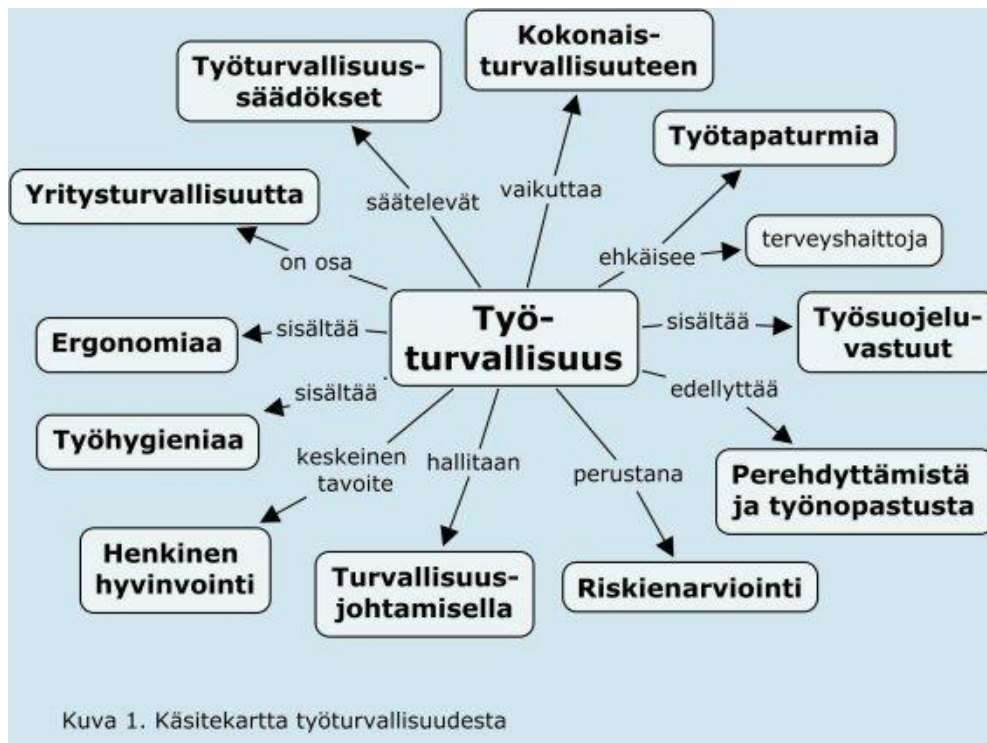 Kokonais-
turvallisuuteen
Työturvallisuus-
säädökset
Työtapaturmia
Yritysturvallisuutta
säätelevät
vaikuttaa
terveyshaittoja
on osa
ehkäisee
Työ-
turvallisuus
Ergonomiaa
sisältää
sisältää
Työsuojelu-
vastuut
sisältää
edellyttää
Työhygieniaa
keskeinen
tavoite
hallitaan
perustana
Perehdyttämistä
ja työnopastusta
Henkinen
hyvinvointi
Turvallisuus-
johtamisella
Riskienarviointi
Kuva 1. Käsitekartta työturvallisuudesta